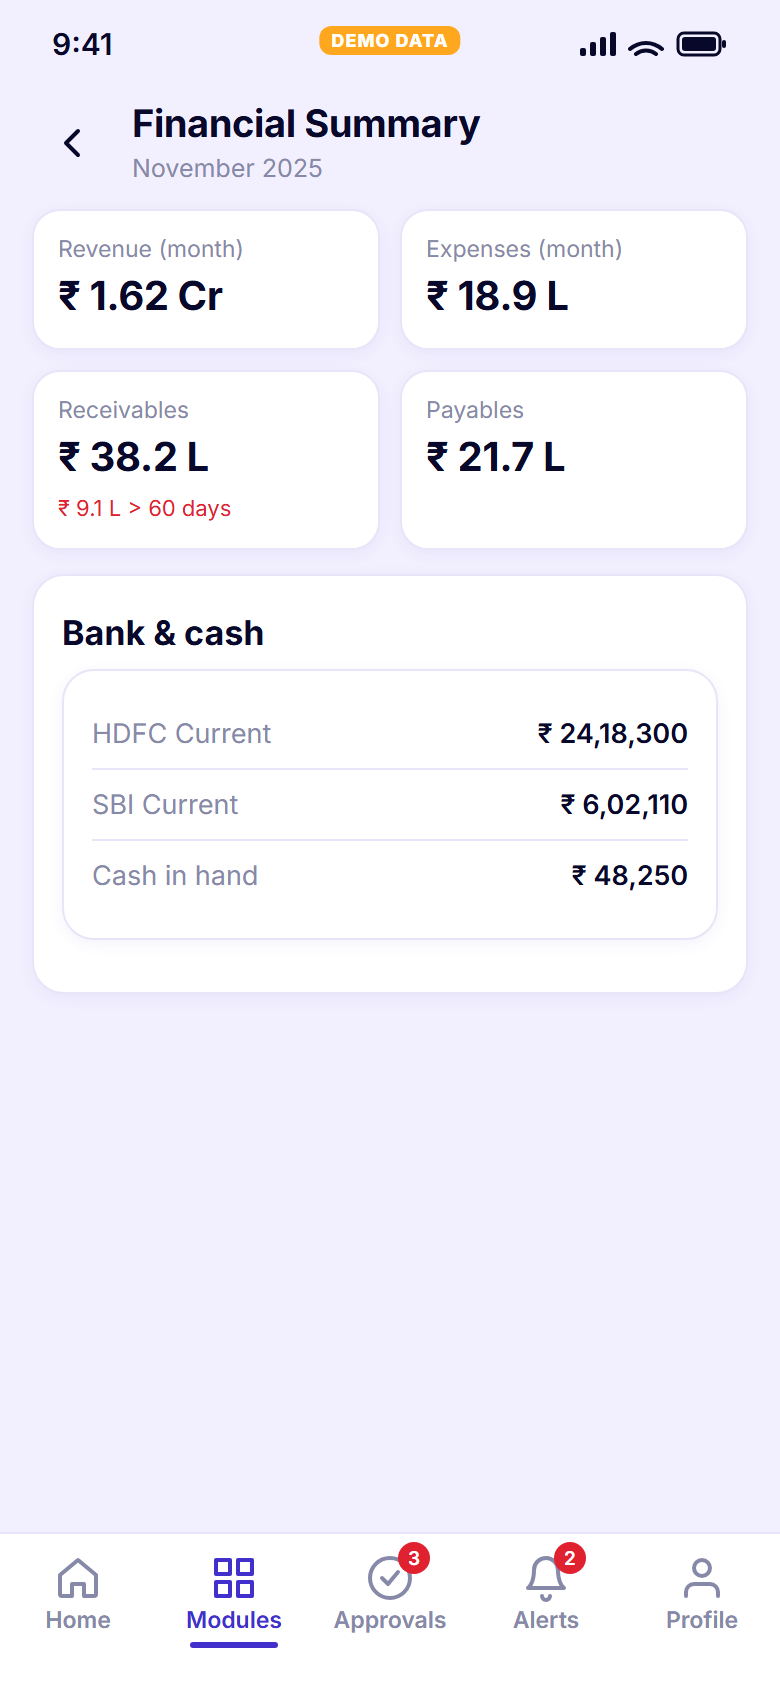 9:41
DEMO DATA
Financial Summary
November 2025
Revenue (month)
₹ 1.62 Cr
Expenses (month)
₹ 18.9 L
Receivables
₹ 38.2 L
₹ 9.1 L > 60 days
Payables
₹ 21.7 L
Bank & cash
HDFC Current ₹ 24,18,300
SBI Current ₹ 6,02,110
Cash in hand ₹ 48,250
3
2
Home Modules Approvals Alerts Profile